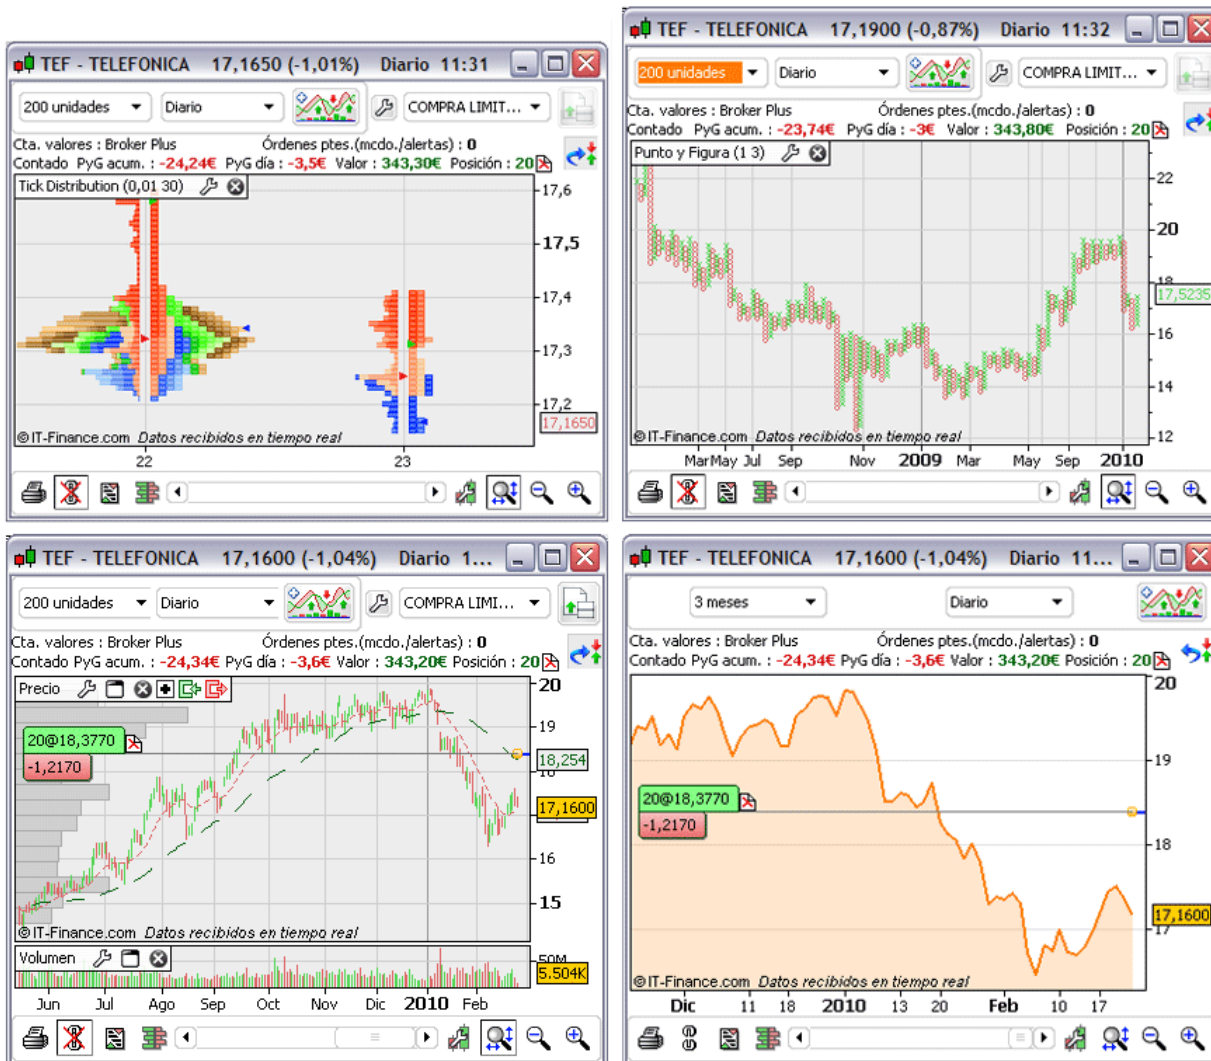 TEF - TELEFONICA 17,1650 (-1,01%) Diario 11:31
200 unidades Diario COMPRA LIMIT...
Cta. valores : Broker Plus Órdenes ptes.(mcdo./alertas) : 0
Contado PyG acum. : -24,24€ PyG día : -3,5€ Valor : 343,30€ Posición : 20
Tick Distribution (0,01 30)
17,6
17,5
17,4
17,3
17,2
17,1650
© IT-Finance.com Datos recibidos en tiempo real
22 23
TEF - TELEFONICA 17,1900 (-0,87%) Diario 11:32
200 unidades Diario COMPRA LIMIT...
Cta. valores : Broker Plus Órdenes ptes.(mcdo./alertas) : 0
Contado PyG acum. : -23,74€ PyG día : -3€ Valor : 343,80€ Posición : 20
Punto y Figura (1 3)
22
20
18
17,5235
16
14
12
© IT-Finance.com Datos recibidos en tiempo real
Mar May Jul Sep Nov 2009 Mar May Sep 2010
TEF - TELEFONICA 17,1600 (-1,04%) Diario 1...
200 unidades Diario COMPRA LIMI...
Cta. valores : Broker Plus Órdenes ptes.(mcdo./alertas) : 0
Contado PyG acum. : -24,34€ PyG día : -3,6€ Valor : 343,20€ Posición : 20
Precio
20
19
20@18,3770
18,254
-1,2170
18
17,1600
16
15
© IT-Finance.com Datos recibidos en tiempo real
Volumen
50M
5.504K
Jun Jul Ago Sep Oct Nov Dic 2010 Feb
TEF - TELEFONICA 17,1600 (-1,04%) Diario 11...
3 meses Diario
Cta. valores : Broker Plus Órdenes ptes.(mcdo./alertas) : 0
Contado PyG acum. : -24,34€ PyG día : -3,6€ Valor : 343,20€ Posición : 20
20
19
20@18,3770
-1,2170
18
17,1600
17
© IT-Finance.com Datos recibidos en tiempo real
Dic 11 18 2010 13 20 Feb 10 17